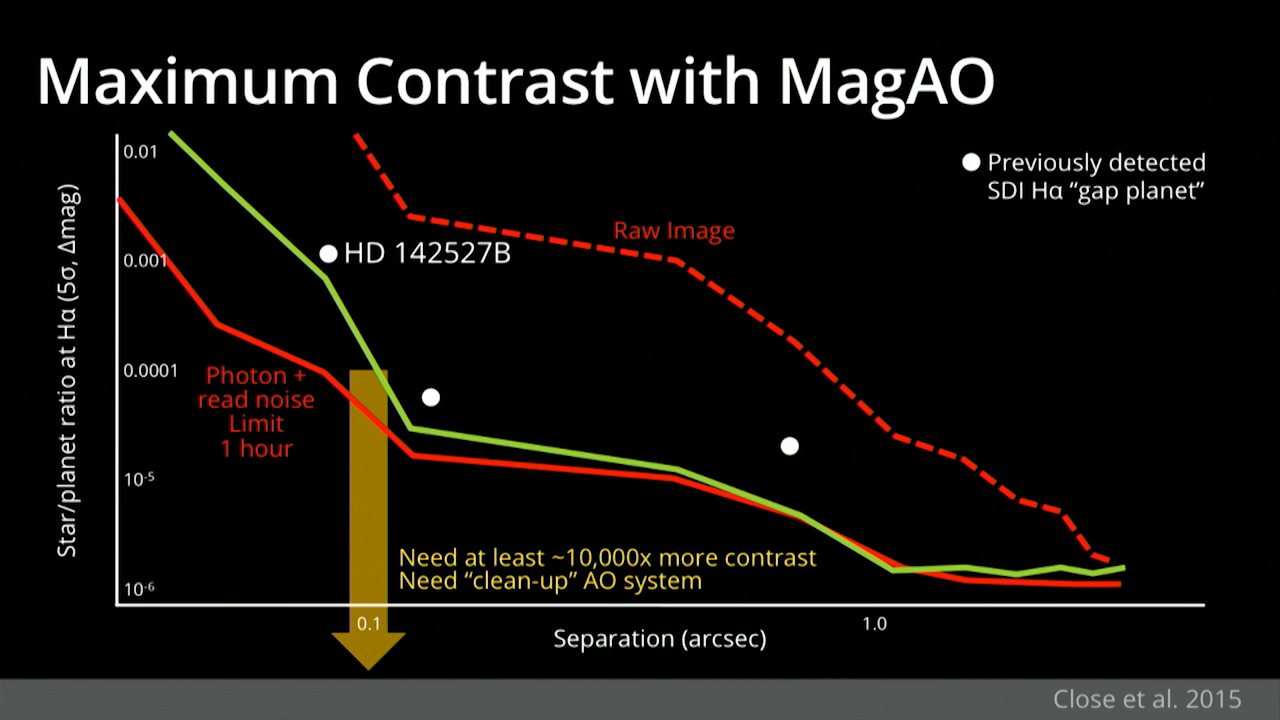 Maximum Contrast with MagAO
Previously detected
SDI Hα “gap planet”
Star/planet ratio at Hα (5σ, Δmag)
0.01
0.001
0.0001
10⁻⁵
10⁻⁶
Raw Image
HD 142527B
Photon +
read noise
Limit
1 hour
Need at least ~10,000x more contrast
Need “clean-up” AO system
0.1
1.0
Separation (arcsec)
Close et al. 2015